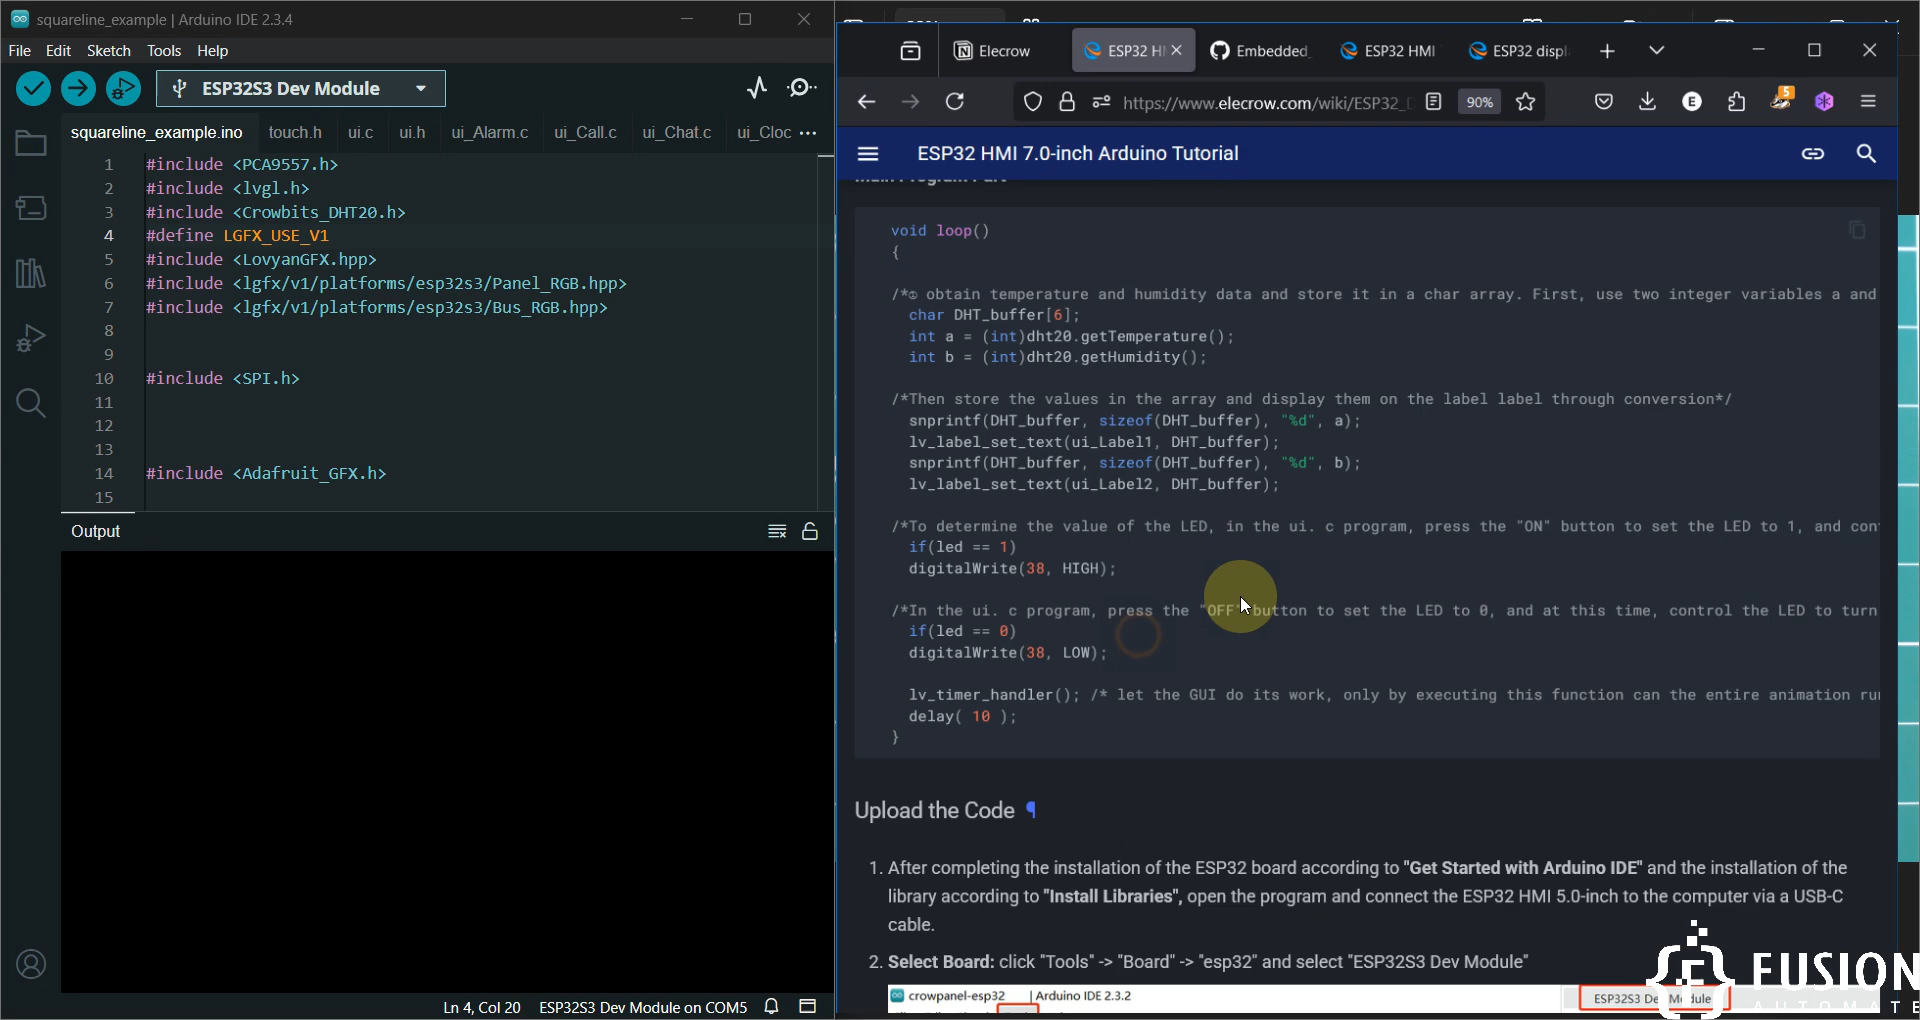 squareline_example | Arduino IDE 2.3.4
File Edit Sketch Tools Help
ESP32S3 Dev Module
squareline_example.ino touch.h ui.c ui.h ui_Alarm.c ui_Call.c ui_Chat.c ui_Cloc ···
1 #include <PCA9557.h>
2 #include <lvgl.h>
3 #include <Crowbits_DHT20.h>
4 #define LGFX_USE_V1
5 #include <LovyanGFX.hpp>
6 #include <lgfx/v1/platforms/esp32s3/Panel_RGB.hpp>
7 #include <lgfx/v1/platforms/esp32s3/Bus_RGB.hpp>
8
9
10 #include <SPI.h>
11
12
13
14 #include <Adafruit_GFX.h>
15
Output
Ln 4, Col 20 ESP32S3 Dev Module on COM5
Elecrow ESP32 H Embedded_ ESP32 HMI ESP32 displ
https://www.elecrow.com/wiki/ESP32_ 90% E 5
ESP32 HMI 7.0-inch Arduino Tutorial
void loop()
{
/*① obtain temperature and humidity data and store it in a char array. First, use two integer variables a and
char DHT_buffer[6];
int a = (int)dht20.getTemperature();
int b = (int)dht20.getHumidity();
/*Then store the values in the array and display them on the label label through conversion*/
snprintf(DHT_buffer, sizeof(DHT_buffer), "%d", a);
lv_label_set_text(ui_Label1, DHT_buffer);
snprintf(DHT_buffer, sizeof(DHT_buffer), "%d", b);
lv_label_set_text(ui_Label2, DHT_buffer);
/*To determine the value of the LED, in the ui. c program, press the "ON" button to set the LED to 1, and con
if(led == 1)
digitalWrite(38, HIGH);
/*In the ui. c program, press the "OFF" button to set the LED to 0, and at this time, control the LED to turn
if(led == 0)
digitalWrite(38, LOW);
lv_timer_handler(); /* let the GUI do its work, only by executing this function can the entire animation ru
delay( 10 );
}
Upload the Code ¶
1. After completing the installation of the ESP32 board according to "Get Started with Arduino IDE" and the installation of the
library according to "Install Libraries", open the program and connect the ESP32 HMI 5.0-inch to the computer via a USB-C
cable.
2. Select Board: click "Tools" -> "Board" -> "esp32" and select "ESP32S3 Dev Module"
crowpanel-esp32 | Arduino IDE 2.3.2
ESP32S3 Dev Module
FUSION
AUTOMATE